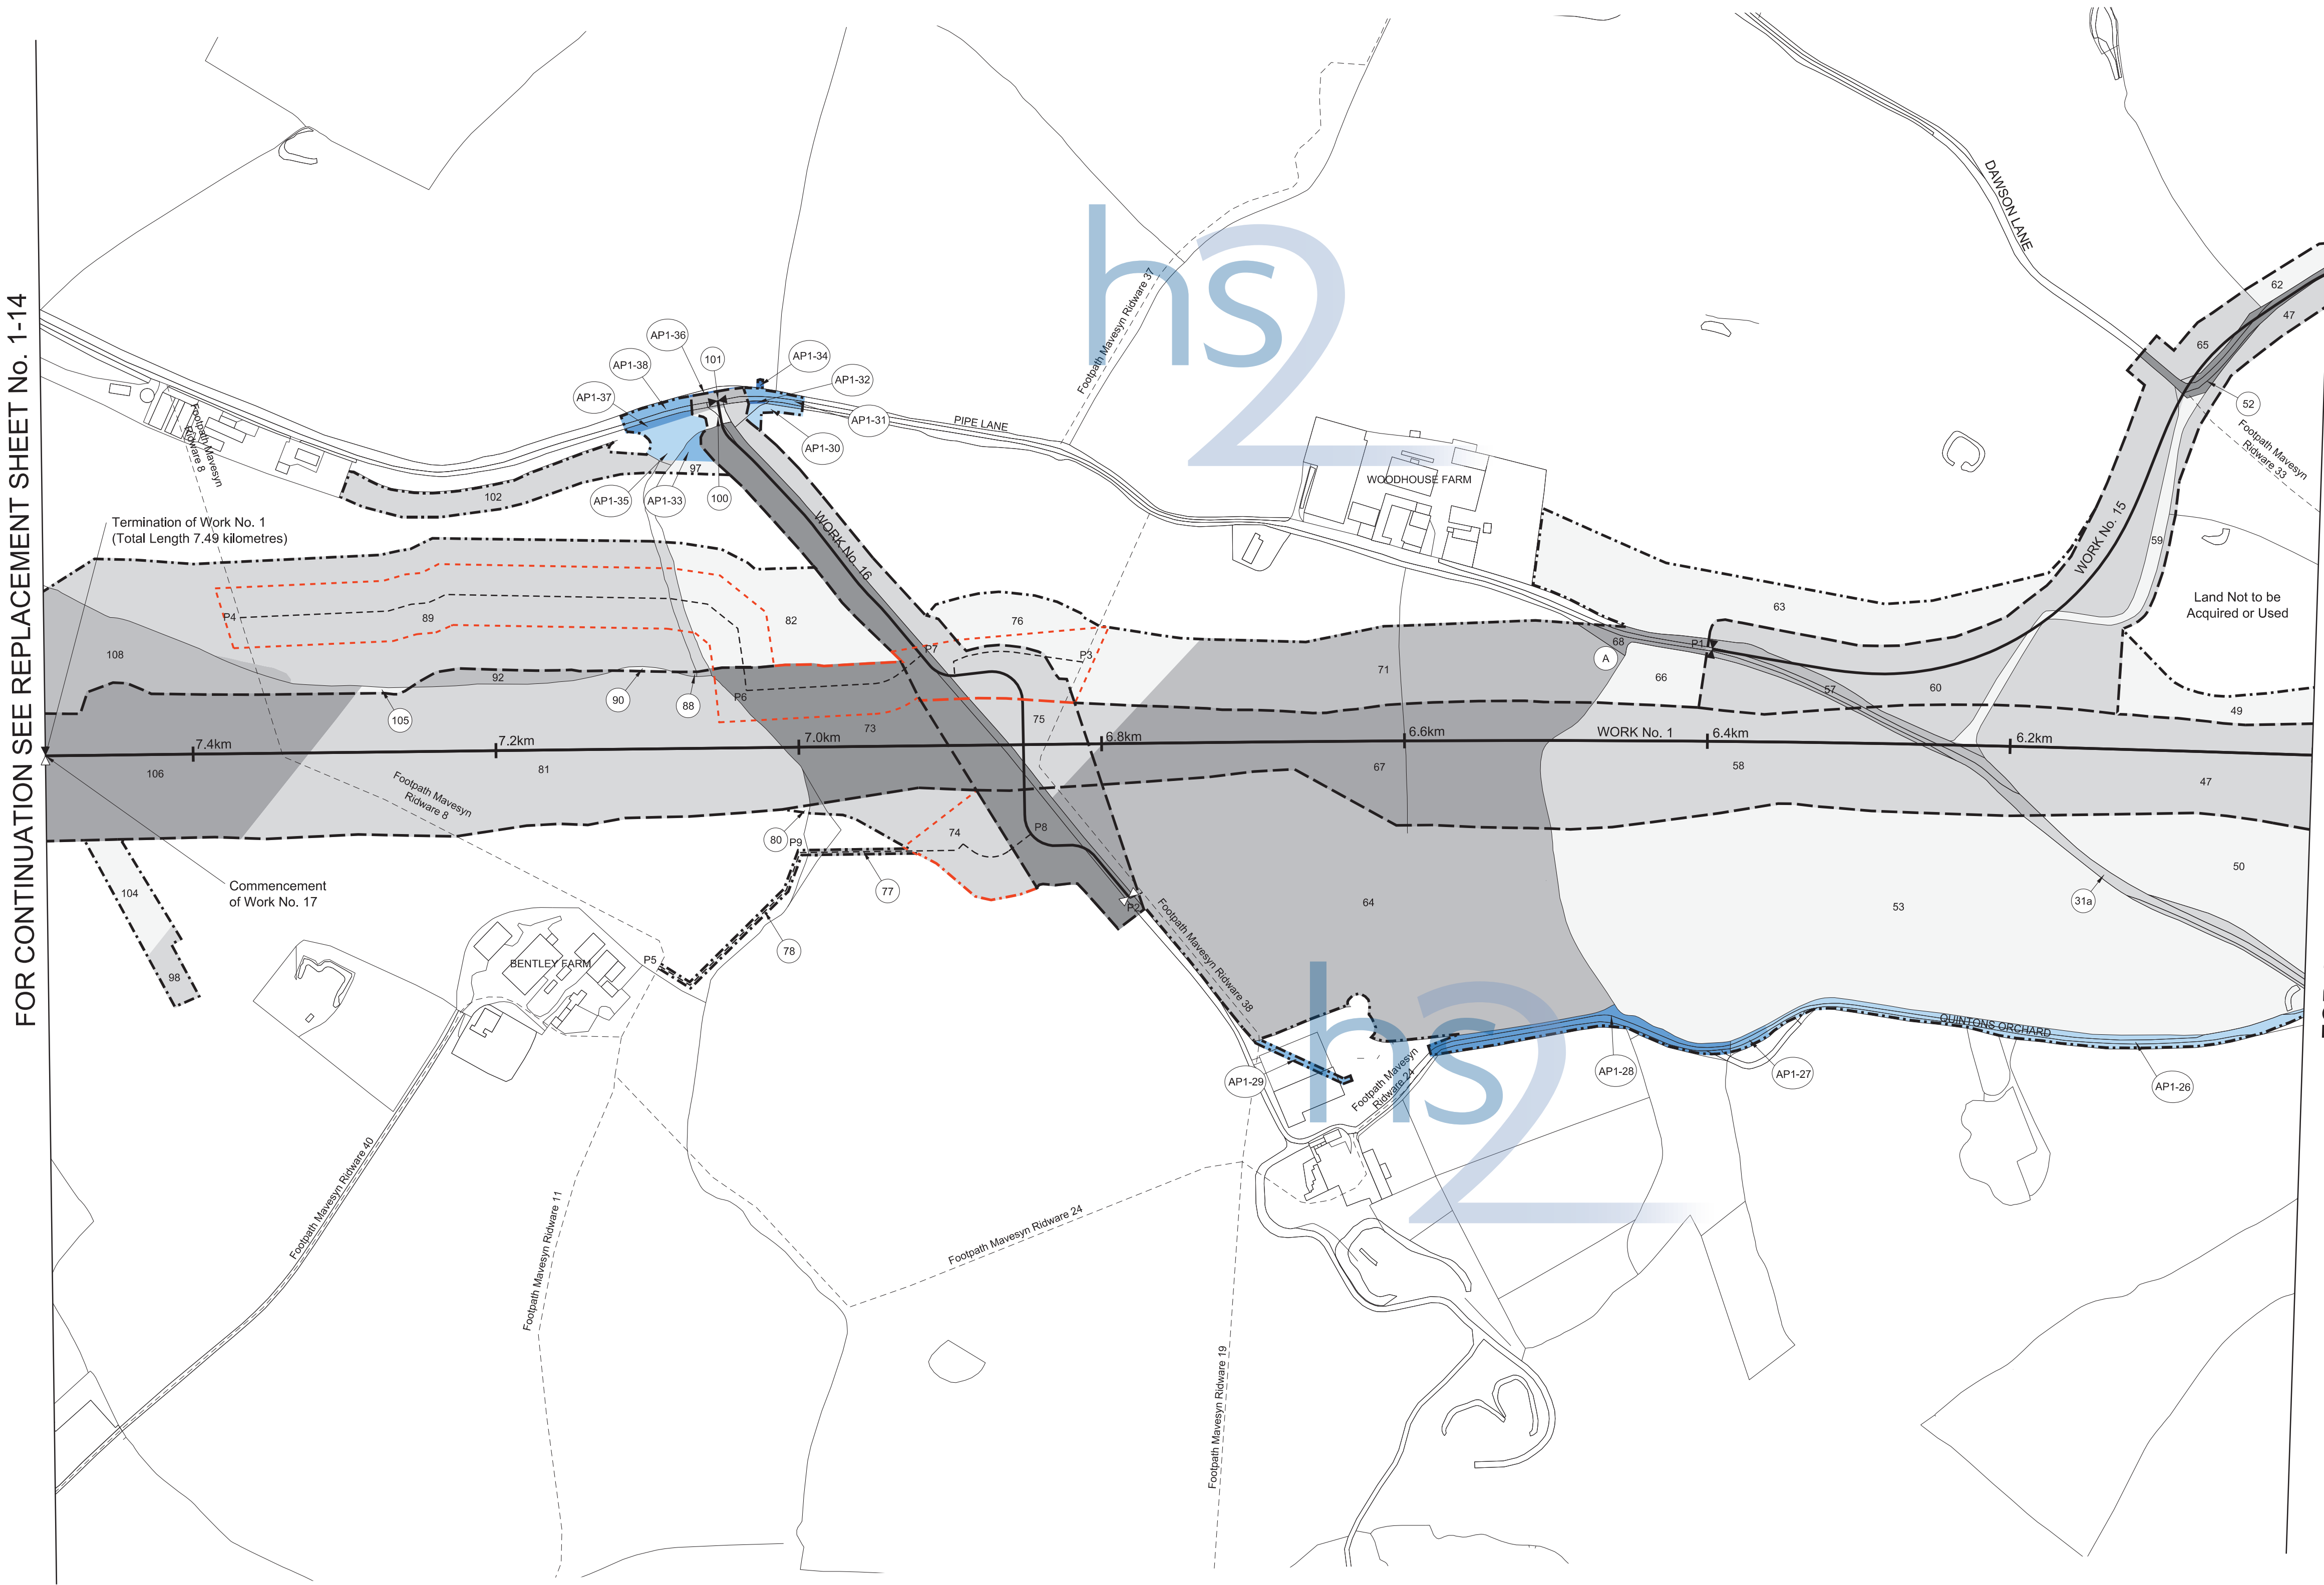 FOR CONTINUATION SEE REPLACEMENT SHEET No. 1-14
DAWSON LANE
hs2
62
47
65
52
Footpath Mavesyn
Ridware 33
Footpath Mavesyn Ridware 37
AP1-36
101
AP1-34
AP1-38
AP1-32
AP1-37
AP1-31
PIPE LANE
AP1-30
Footpath Mavesyn
Ridware 8
97
WOODHOUSE FARM
102
AP1-35
AP1-33
100
Termination of Work No. 1
(Total Length 7.49 kilometres)
WORK No. 16
WORK No. 15
59
Land Not to be
Acquired or Used
63
P4
89
82
76
68
P1
A
108
P7
P3
71
66
57
60
92
90
88
P6
105
73
75
49
7.4km
7.2km
7.0km
6.8km
6.6km
WORK No. 1
6.4km
6.2km
106
81
67
58
47
Footpath Mavesyn
Ridware 8
80
P9
74
P8
77
50
104
Commencement
of Work No. 17
P2
64
53
31a
Footpath Mavesyn Ridware 38
78
98
BENTLEY FARM
P5
hs2
QUINTONS ORCHARD
AP1-29
Footpath Mavesyn
Ridware 24
AP1-28
AP1-27
AP1-26
Footpath Mavesyn Ridware 40
Footpath Mavesyn Ridware 11
Footpath Mavesyn Ridware 24
Footpath Mavesyn Ridware 19